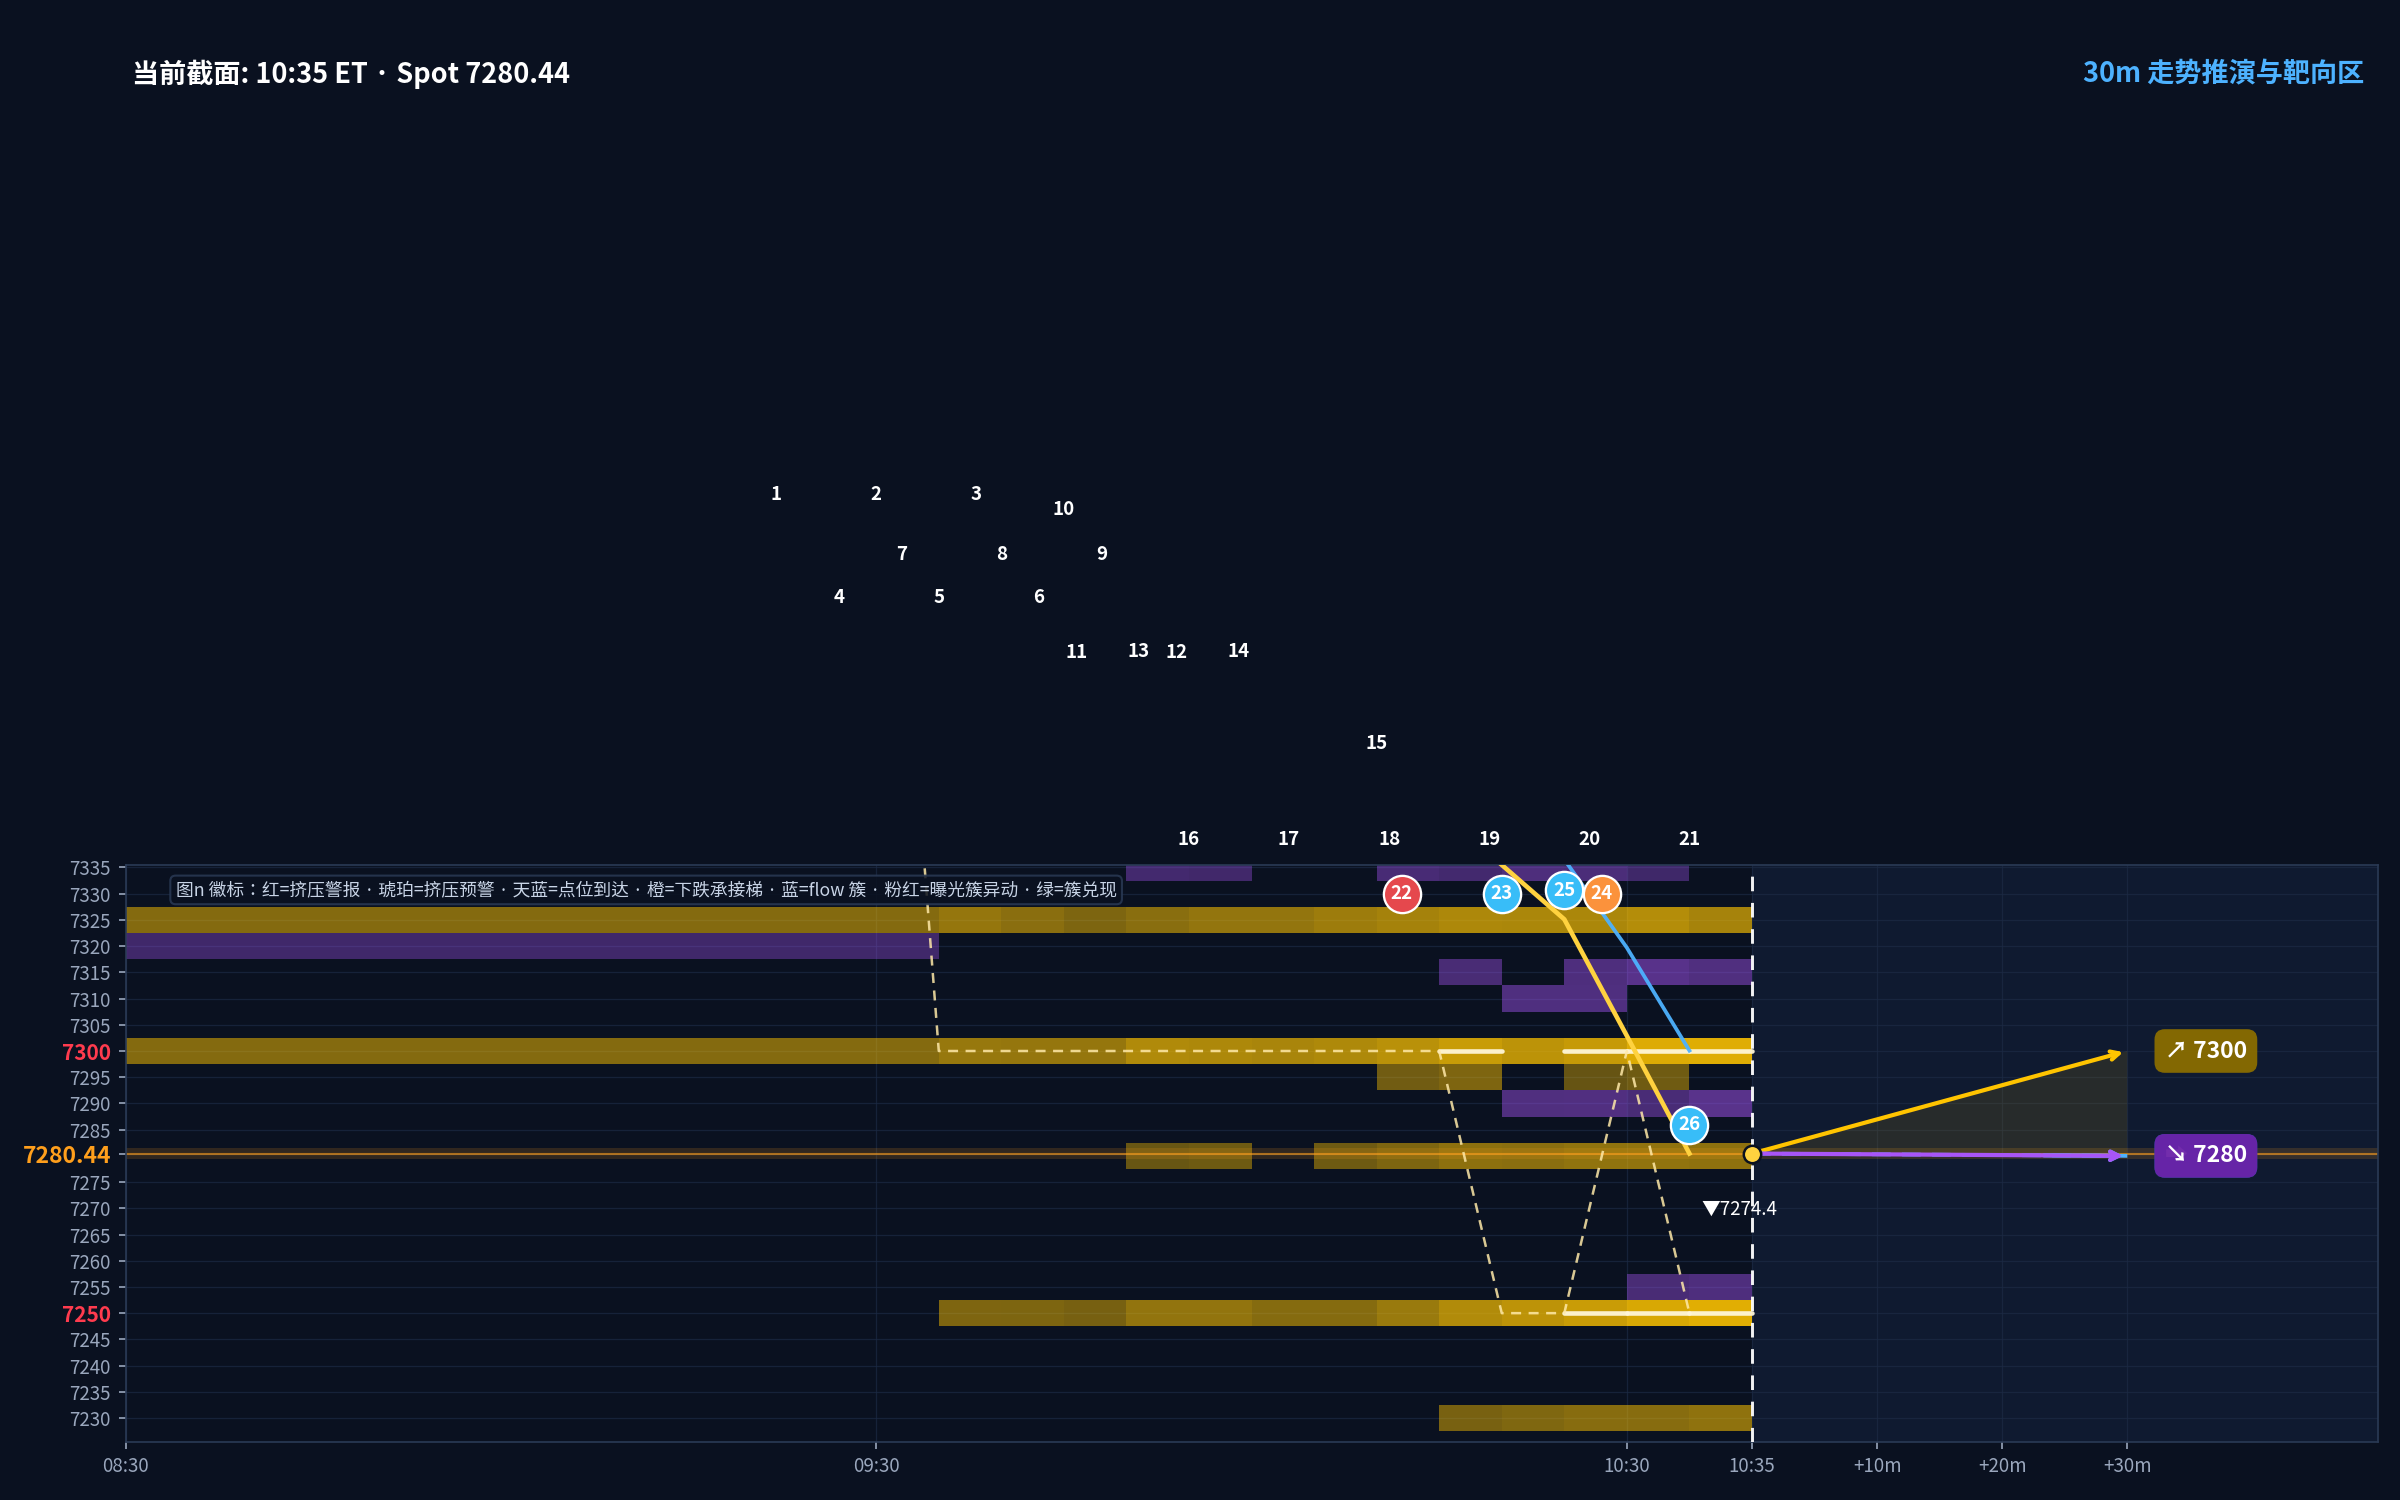 当前截面: 10:35 ET · Spot 7280.44
30m 走势推演与靶向区
1 2 3
10
7 8 9
4 5 6
11 13 12 14
15
16 17 18 19 20 21
7335
图n 徽标：红=挤压警报 · 琥珀=挤压预警 · 天蓝=点位到达 · 橙=下跌承接梯 · 蓝=flow 簇 · 粉红=曝光簇异动 · 绿=簇兑现
22 23 25 24
7330
7325
7320
7315
7310
7305
7300
↗ 7300
7295
7290
7285
26
7280.44
↘ 7280
7275
7270
▼7274.4
7265
7260
7255
7250
7245
7240
7235
7230
08:30 09:30 10:30 10:35 +10m +20m +30m